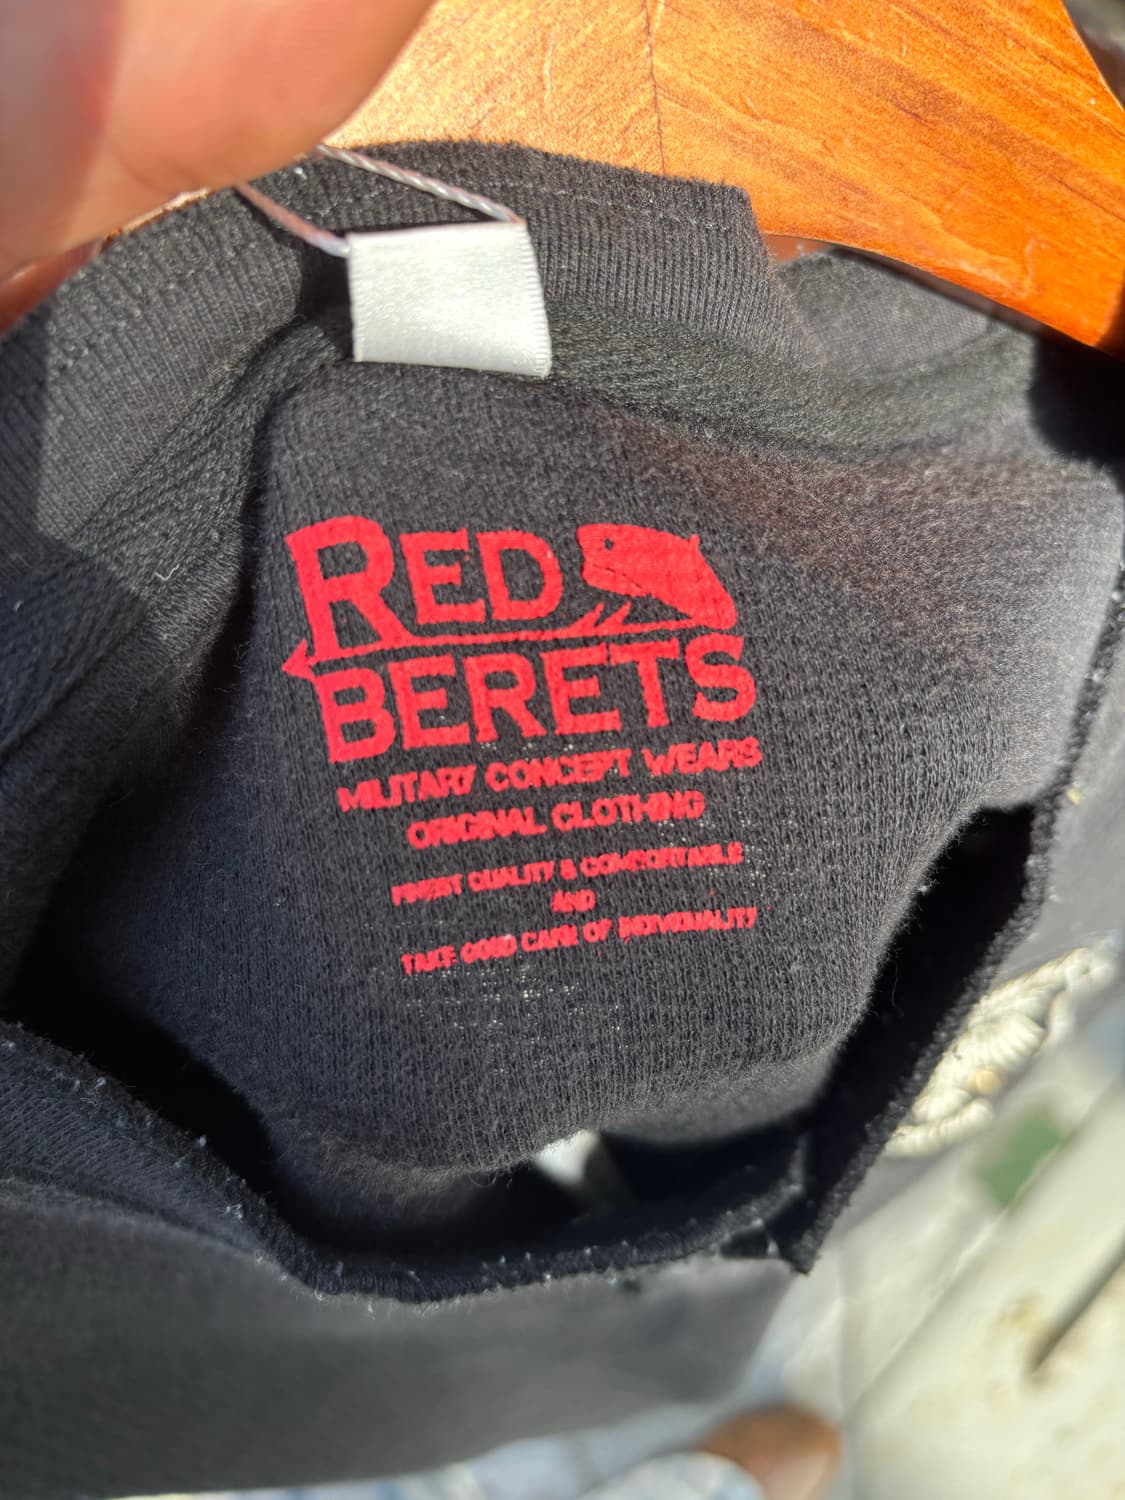 RED
BERETS
MILITARY CONCEPT WEARS
ORIGINAL CLOTHING
FINEST QUALITY & COMFORTABLE
AND
TAKE GOOD CARE OF INDIVIDUALITY